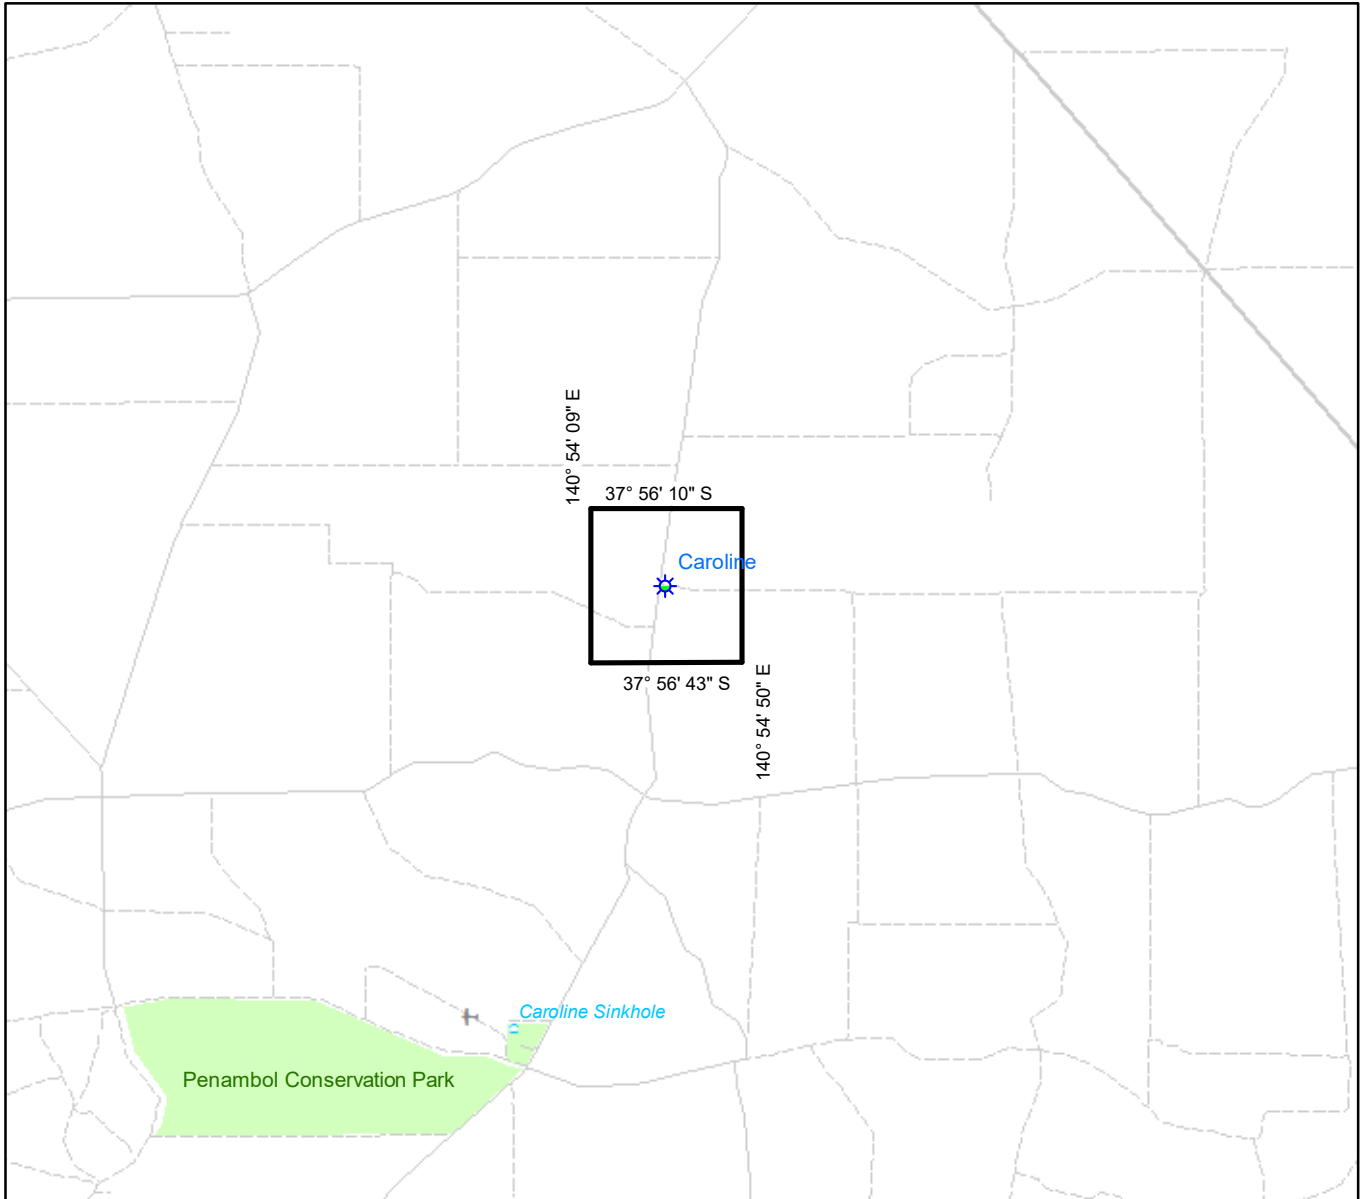 140° 54' 09" E
37° 56' 10" S
Caroline
37° 56' 43" S
140° 54' 50" E
Caroline Sinkhole
Penambol Conservation Park